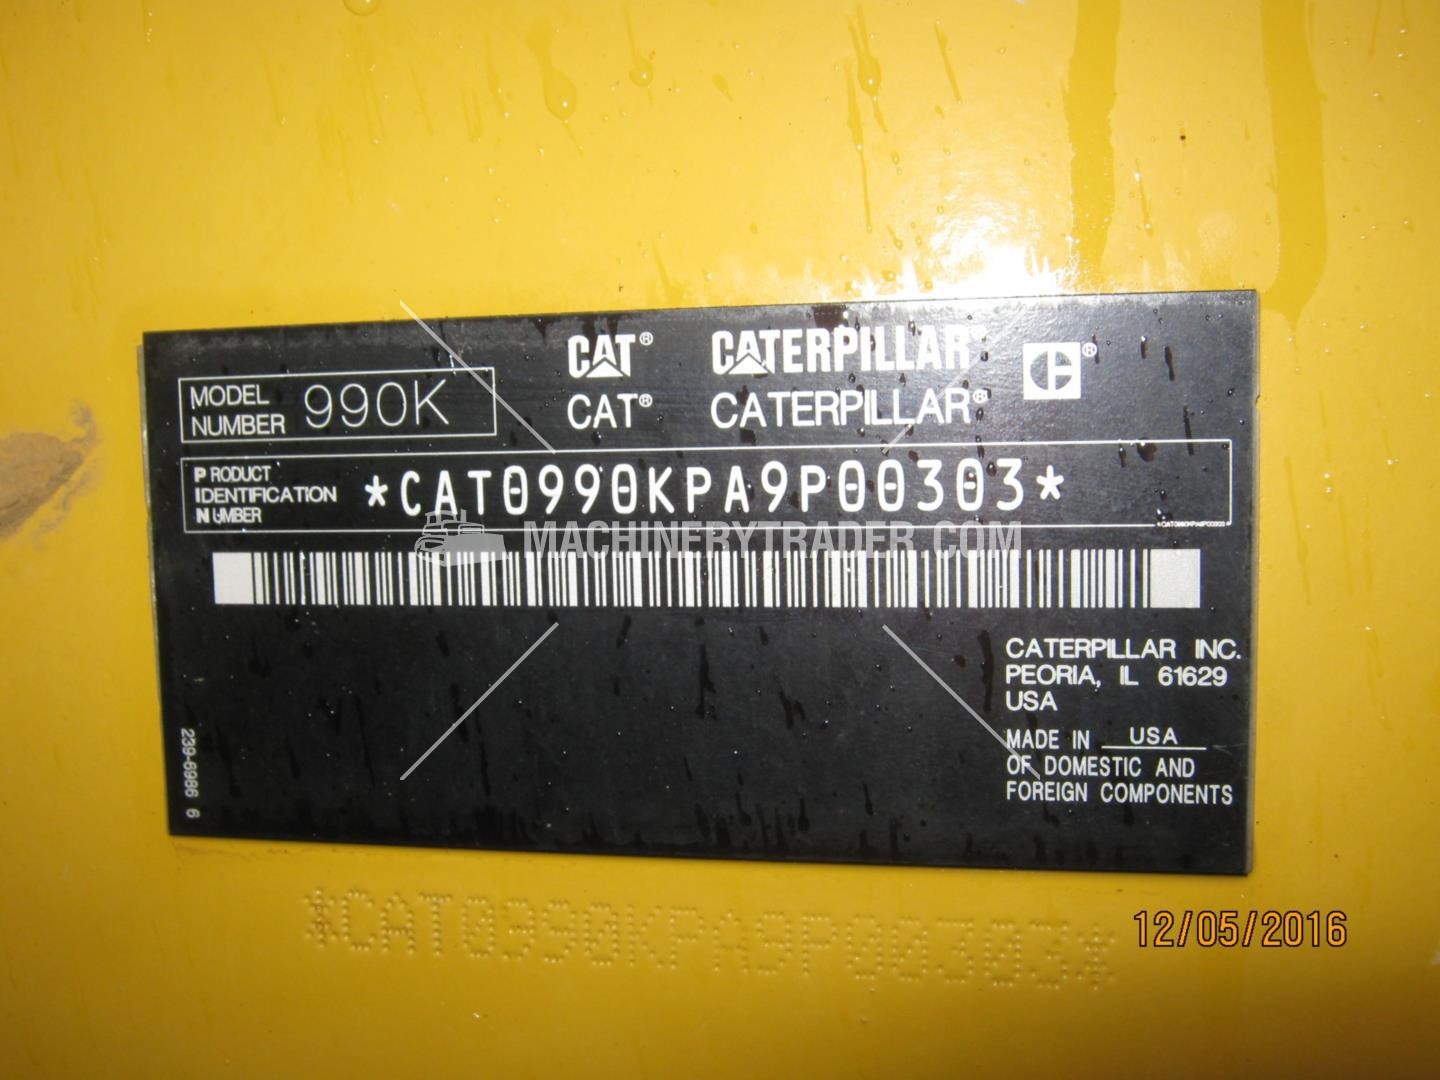 CAT® CATERPILLAR®
CAT® CATERPILLAR®
MODEL NUMBER 990K
PRODUCT IDENTIFICATION NUMBER *CAT0990KPA9P00303*
*CAT0990KPA9P00303*
MACHINERYTRADER.COM
CATERPILLAR INC.
PEORIA, IL 61629
USA
MADE IN USA
OF DOMESTIC AND
FOREIGN COMPONENTS
239-6986 6
*CAT0990KPA9P00303*
12/05/2016